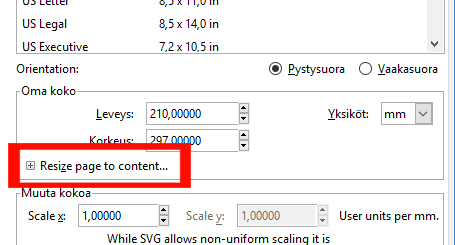 US Letter 8,5 x 11,0 in
US Legal 8,5 x 14,0 in
US Executive 7,2 x 10,5 in
Orientation: Pystysuora Vaakasuora
Oma koko
Leveys: 210,00000 Yksiköt: mm
Korkeus: 297,00000
Resize page to content...
Muuta kokoa
Scale x: 1,00000 Scale y: 1,00000 User units per mm.
While SVG allows non-uniform scaling it is